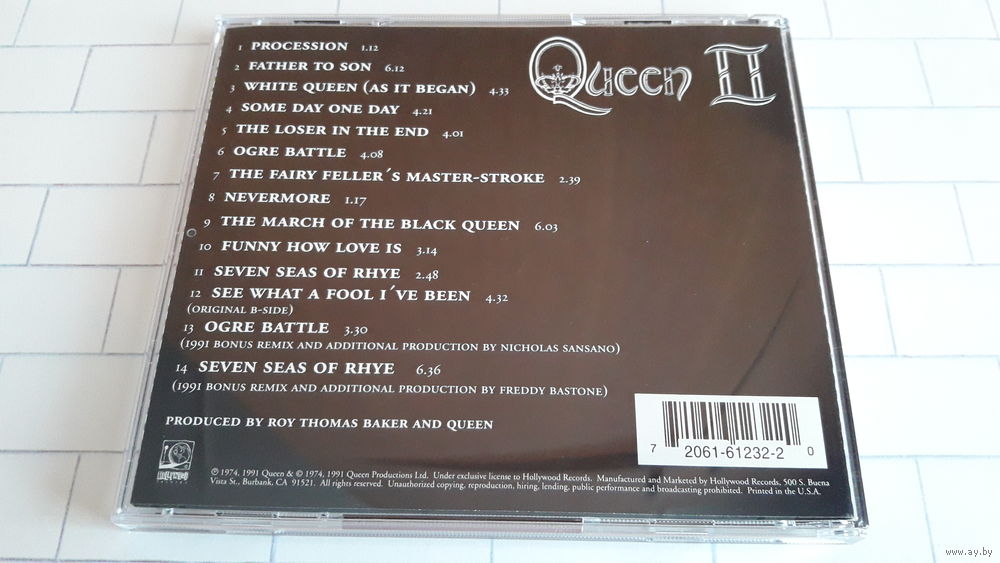 Queen II
1 PROCESSION 1.12
2 FATHER TO SON 6.12
3 WHITE QUEEN (AS IT BEGAN) 4.33
4 SOME DAY ONE DAY 4.21
5 THE LOSER IN THE END 4.01
6 OGRE BATTLE 4.08
7 THE FAIRY FELLER´S MASTER-STROKE 2.39
8 NEVERMORE 1.17
9 THE MARCH OF THE BLACK QUEEN 6.03
10 FUNNY HOW LOVE IS 3.14
11 SEVEN SEAS OF RHYE 2.48
12 SEE WHAT A FOOL I´VE BEEN 4.32
(ORIGINAL B-SIDE)
13 OGRE BATTLE 3.30
(1991 BONUS REMIX AND ADDITIONAL PRODUCTION BY NICHOLAS SANSANO)
14 SEVEN SEAS OF RHYE 6.36
(1991 BONUS REMIX AND ADDITIONAL PRODUCTION BY FREDDY BASTONE)
PRODUCED BY ROY THOMAS BAKER AND QUEEN
7 2061-61232-2 0
℗ 1974, 1991 Queen & © 1974, 1991 Queen Productions Ltd. Under exclusive license to Hollywood Records. Manufactured and Marketed by Hollywood Records, 500 S. Buena
Vista St., Burbank, CA 91521. All rights reserved. Unauthorized copying, reproduction, hiring, lending, public performance and broadcasting prohibited. Printed in the U.S.A.
www.ay.by